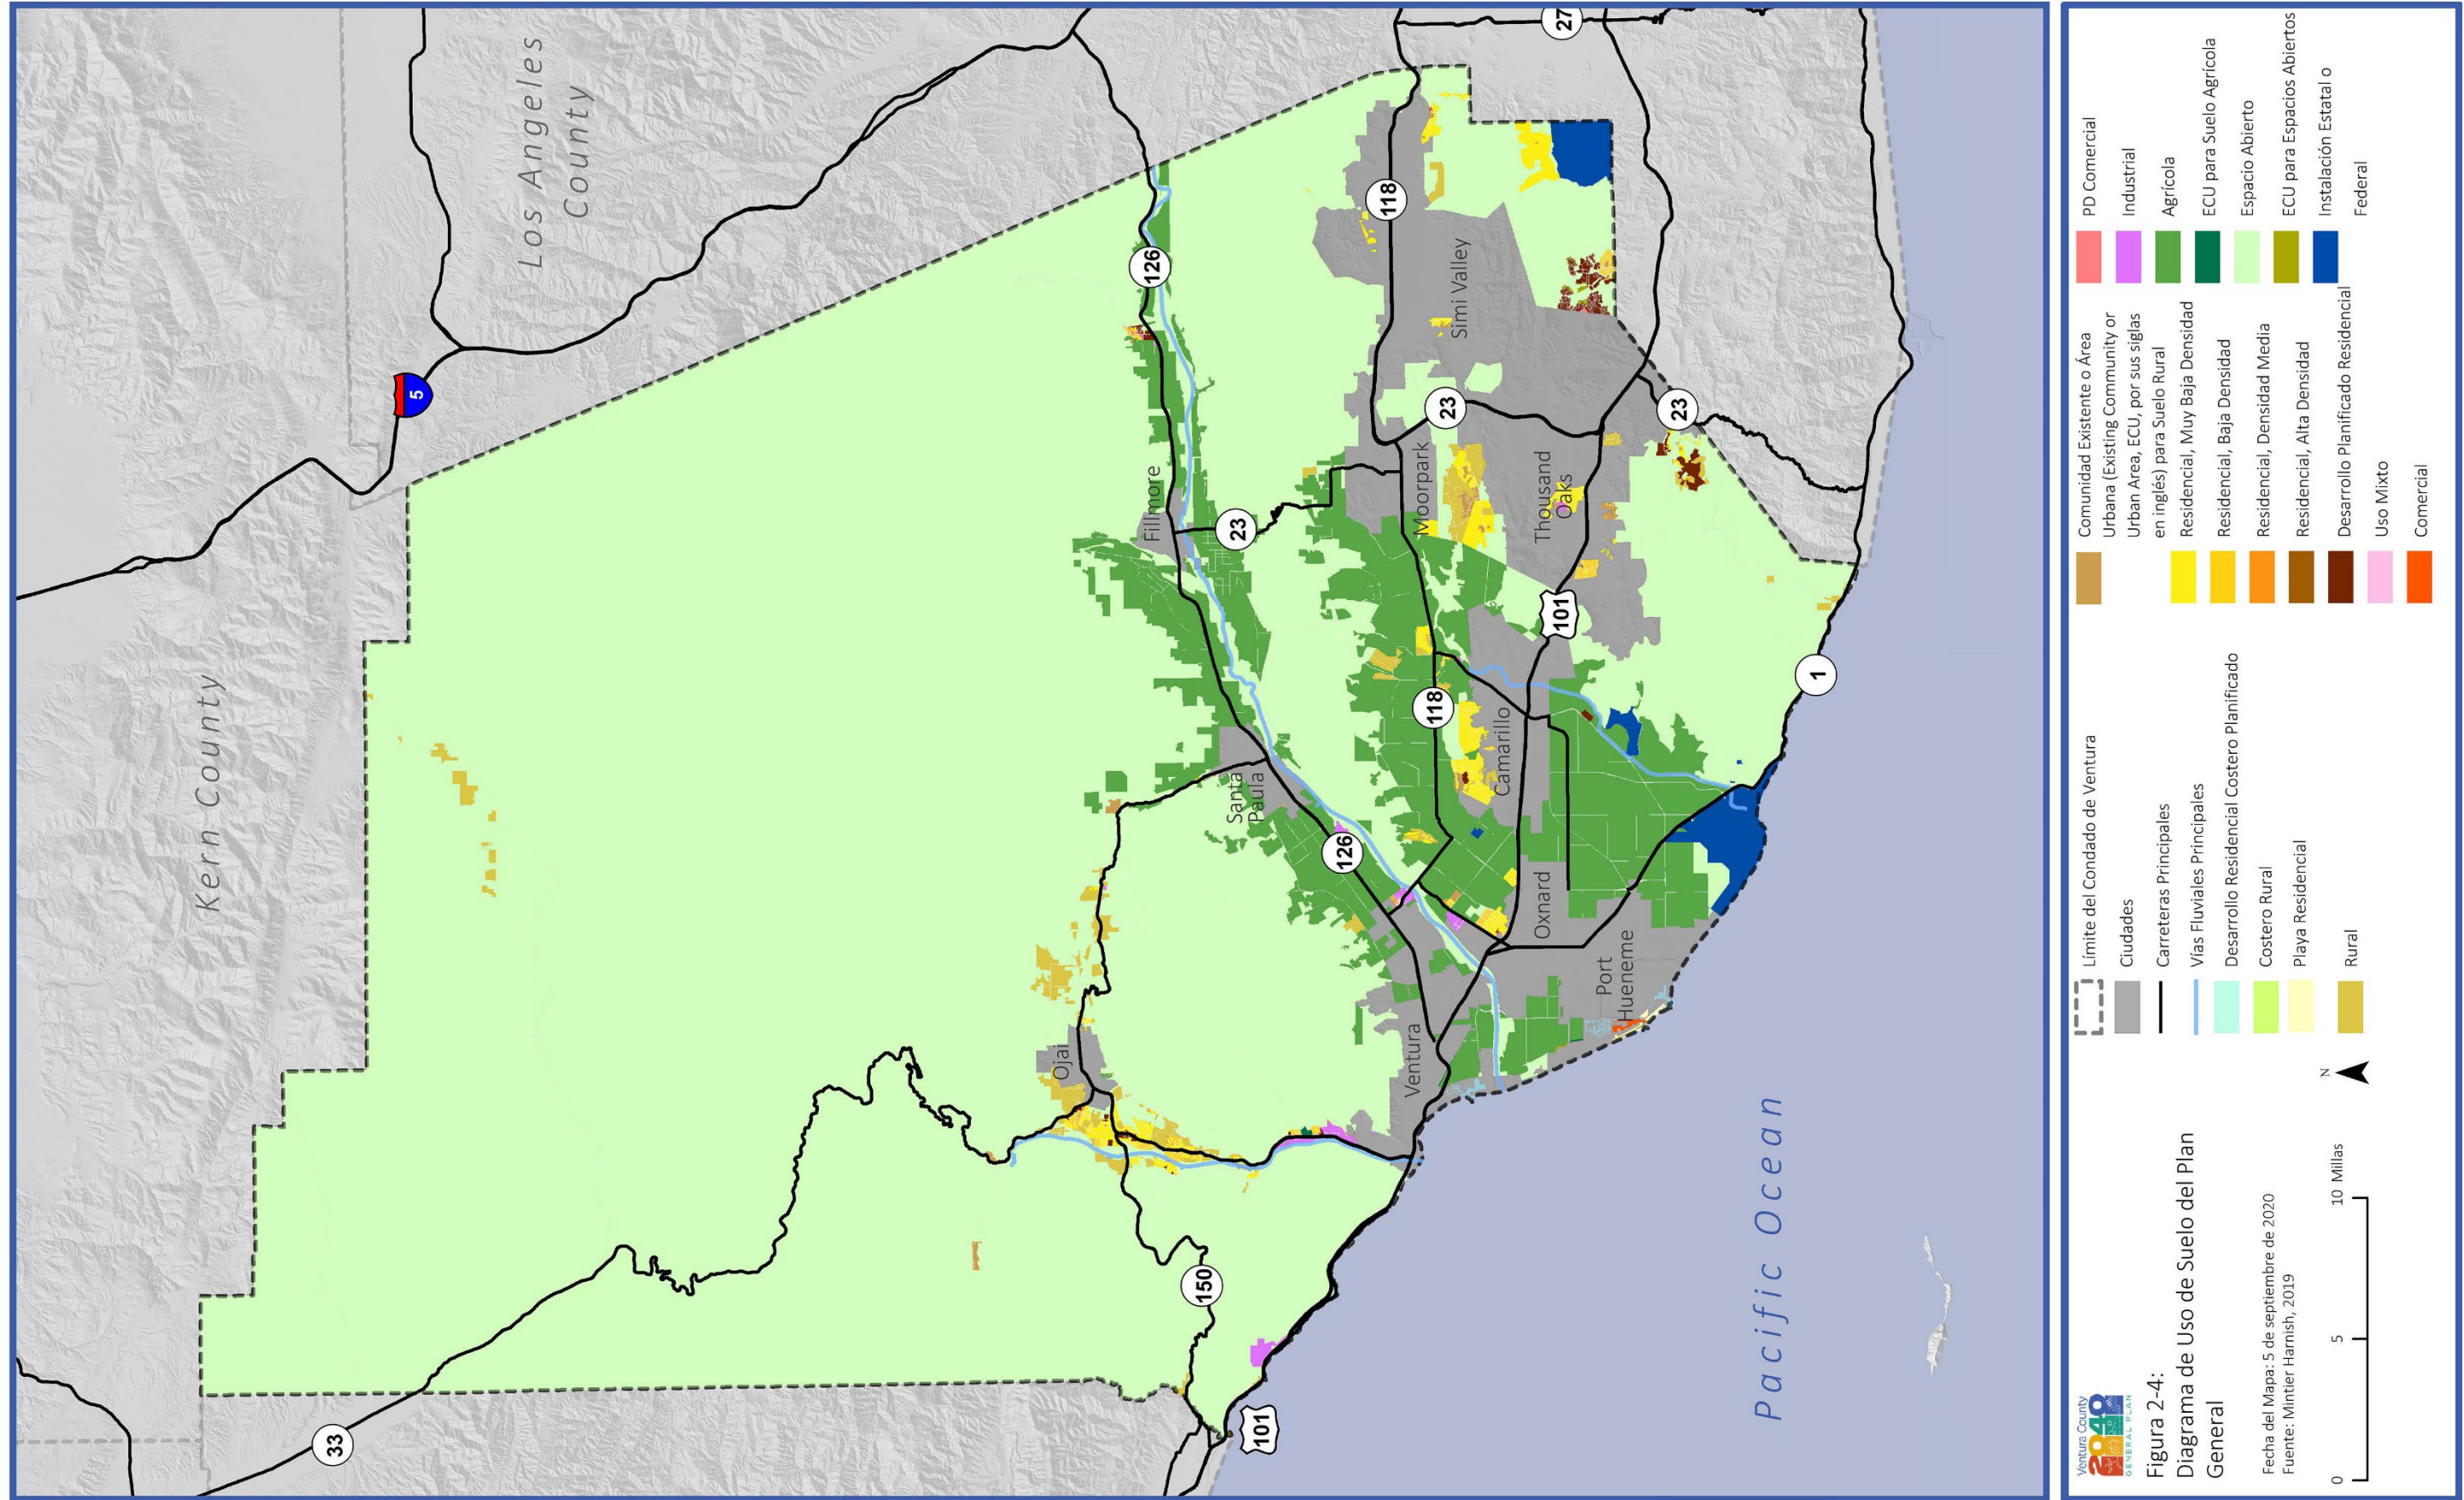 Los Angeles
County
Kern County
5
126
Fillmore
23
118
27
Simi Valley
23
23
Moorpark
Thousand
Oaks
101
Santa
Paula
126
118
Camarillo
1
Oxnard
Port
Hueneme
Ventura
Ojai
150
33
101
Pacific Ocean
Ventura County
2040
GENERAL PLAN
Figura 2-4:
Diagrama de Uso de Suelo del Plan
General
Fecha del Mapa: 5 de septiembre de 2020
Fuente: Mintier Harnish, 2019
0 5 10 Millas
N
Límite del Condado de Ventura
Ciudades
Carreteras Principales
Vías Fluviales Principales
Desarrollo Residencial Costero Planificado
Costero Rural
Playa Residencial
Rural
Comunidad Existente o Área
Urbana (Existing Community or
Urban Area, ECU, por sus siglas
en inglés) para Suelo Rural
Residencial, Muy Baja Densidad
Residencial, Baja Densidad
Residencial, Densidad Media
Residencial, Alta Densidad
Desarrollo Planificado Residencial
Uso Mixto
Comercial
PD Comercial
Industrial
Agrícola
ECU para Suelo Agrícola
Espacio Abierto
ECU para Espacios Abiertos
Instalación Estatal o
Federal